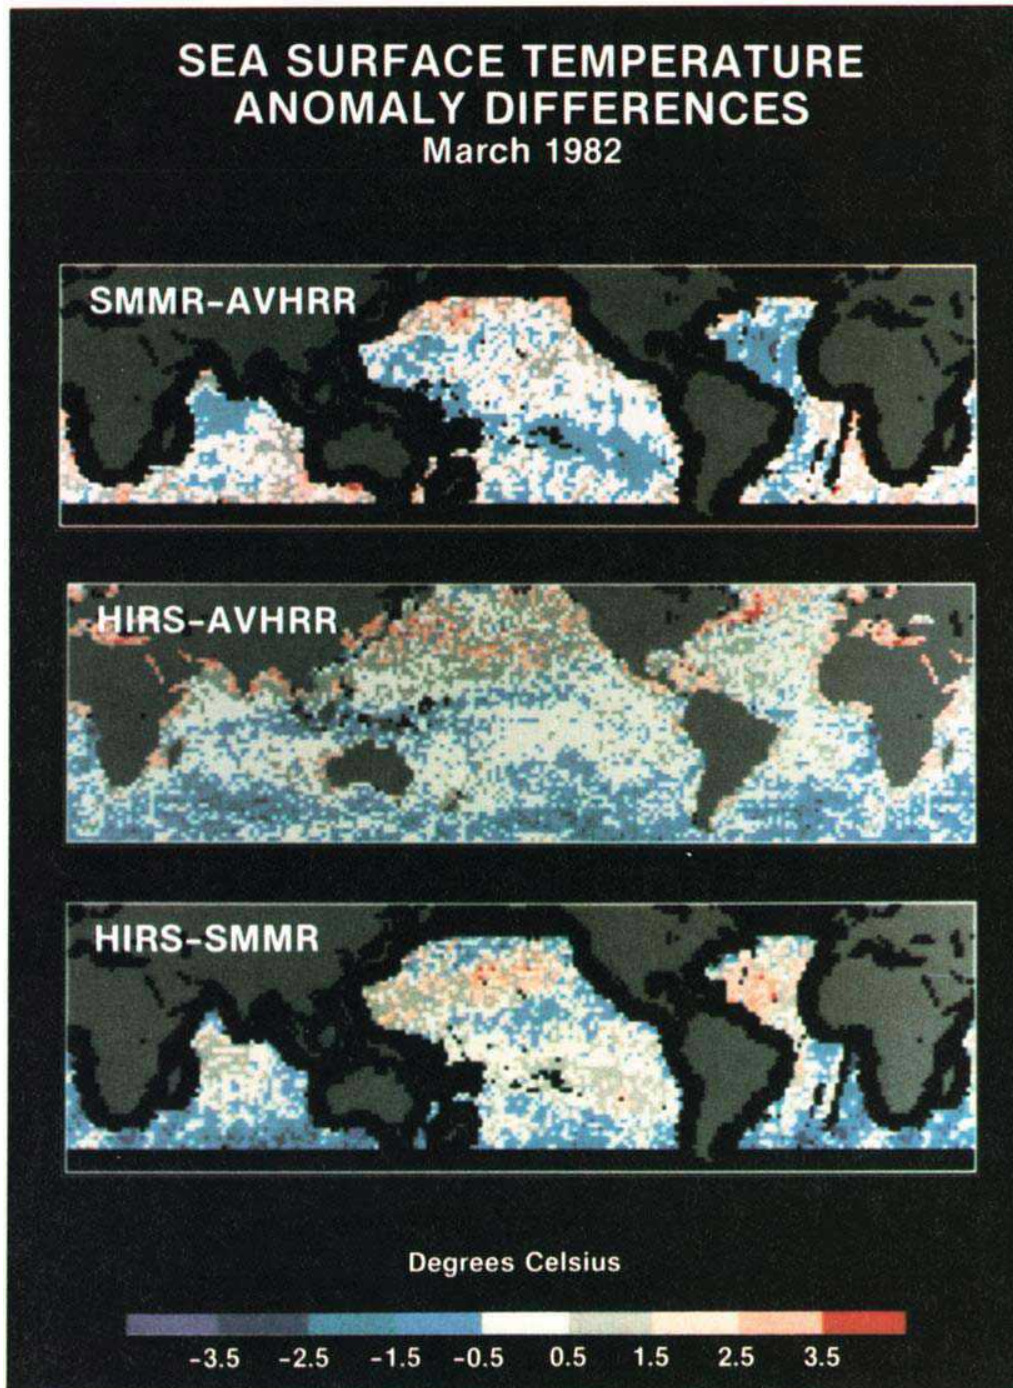 SEA SURFACE TEMPERATURE
ANOMALY DIFFERENCES
March 1982
SMMR-AVHRR
HIRS-AVHRR
HIRS-SMMR
Degrees Celsius
-3.5 -2.5 -1.5 -0.5 0.5 1.5 2.5 3.5